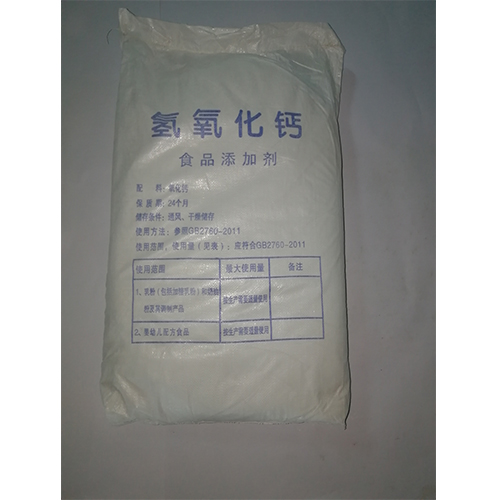 氢氧化钙
食品添加剂
配 料：氧化钙
保 质 期：24个月
储存条件：通风、干燥储存
使用方法：参照GB2760-2011
使用范围、使用量（见表）：应符合GB2760-2011
使用范围 最大使用量 备注
1、乳粉（包括加糖乳粉）和奶油
粉及其调制产品 按生产需要适量使用
2、婴幼儿配方食品 按生产需要适量使用